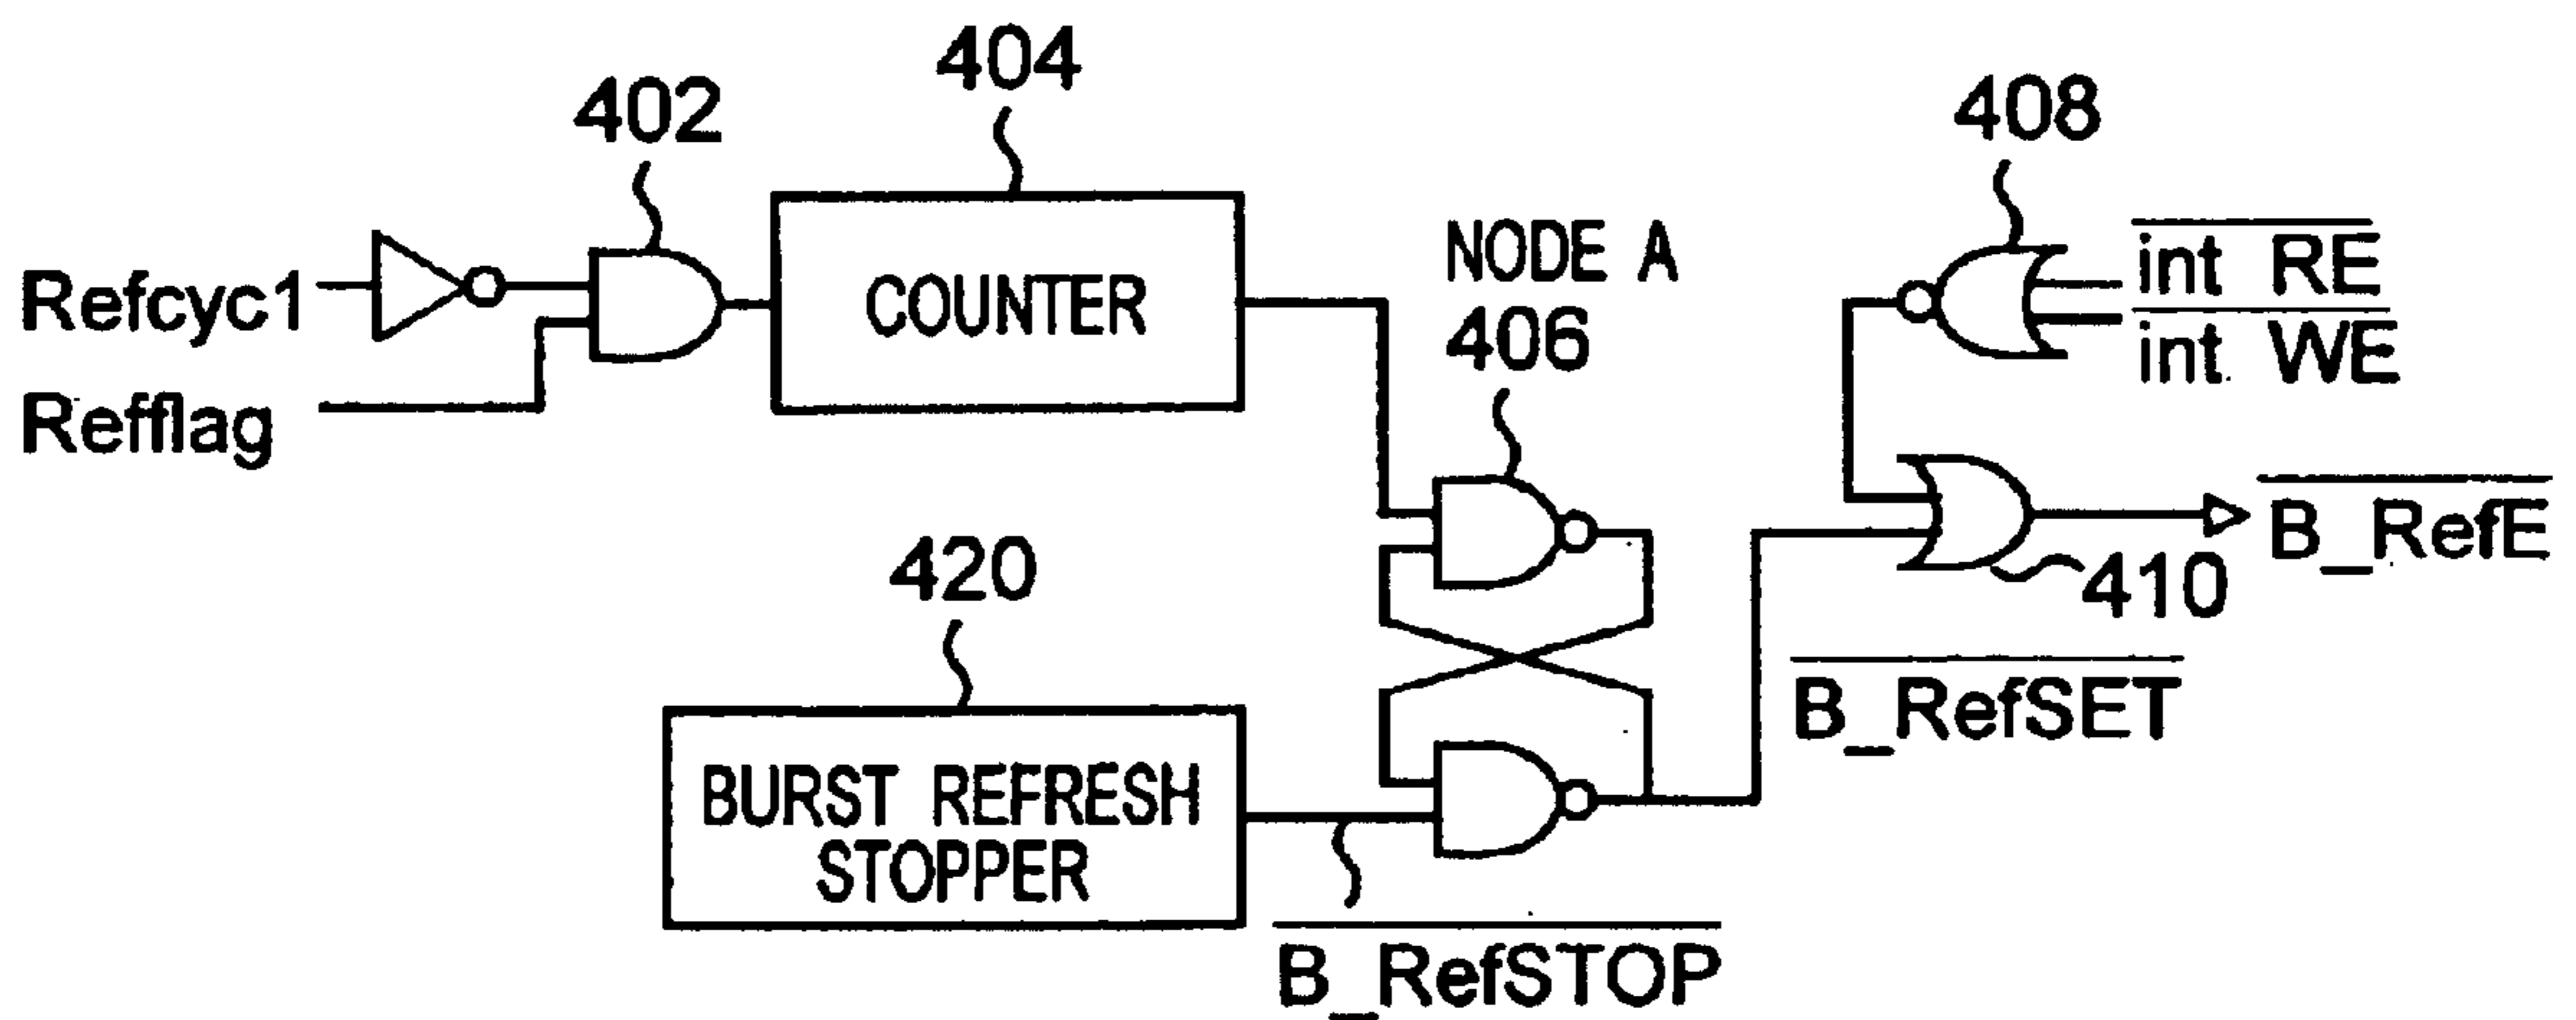 404
402
408
NODE A
int RE
int WE
Refcyc1
COUNTER
406
Refflag
420
B_RefE
410
B_RefSET
BURST REFRESH
STOPPER
B_RefSTOP